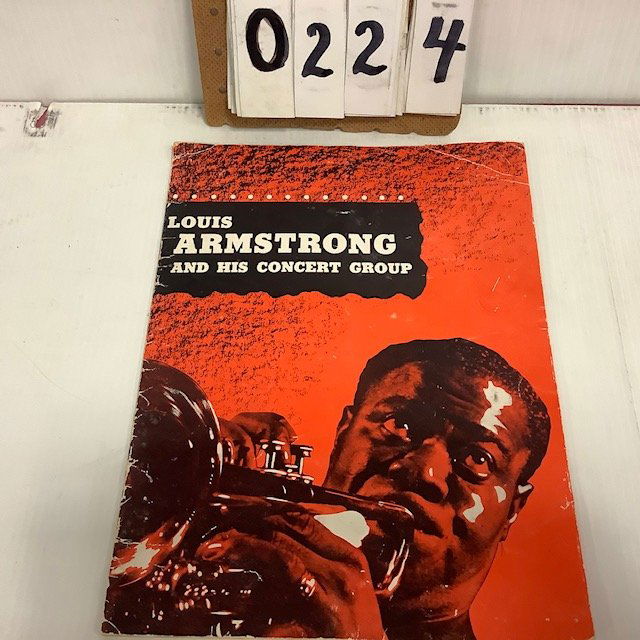 0224
LOUIS
ARMSTRONG
AND HIS CONCERT GROUP